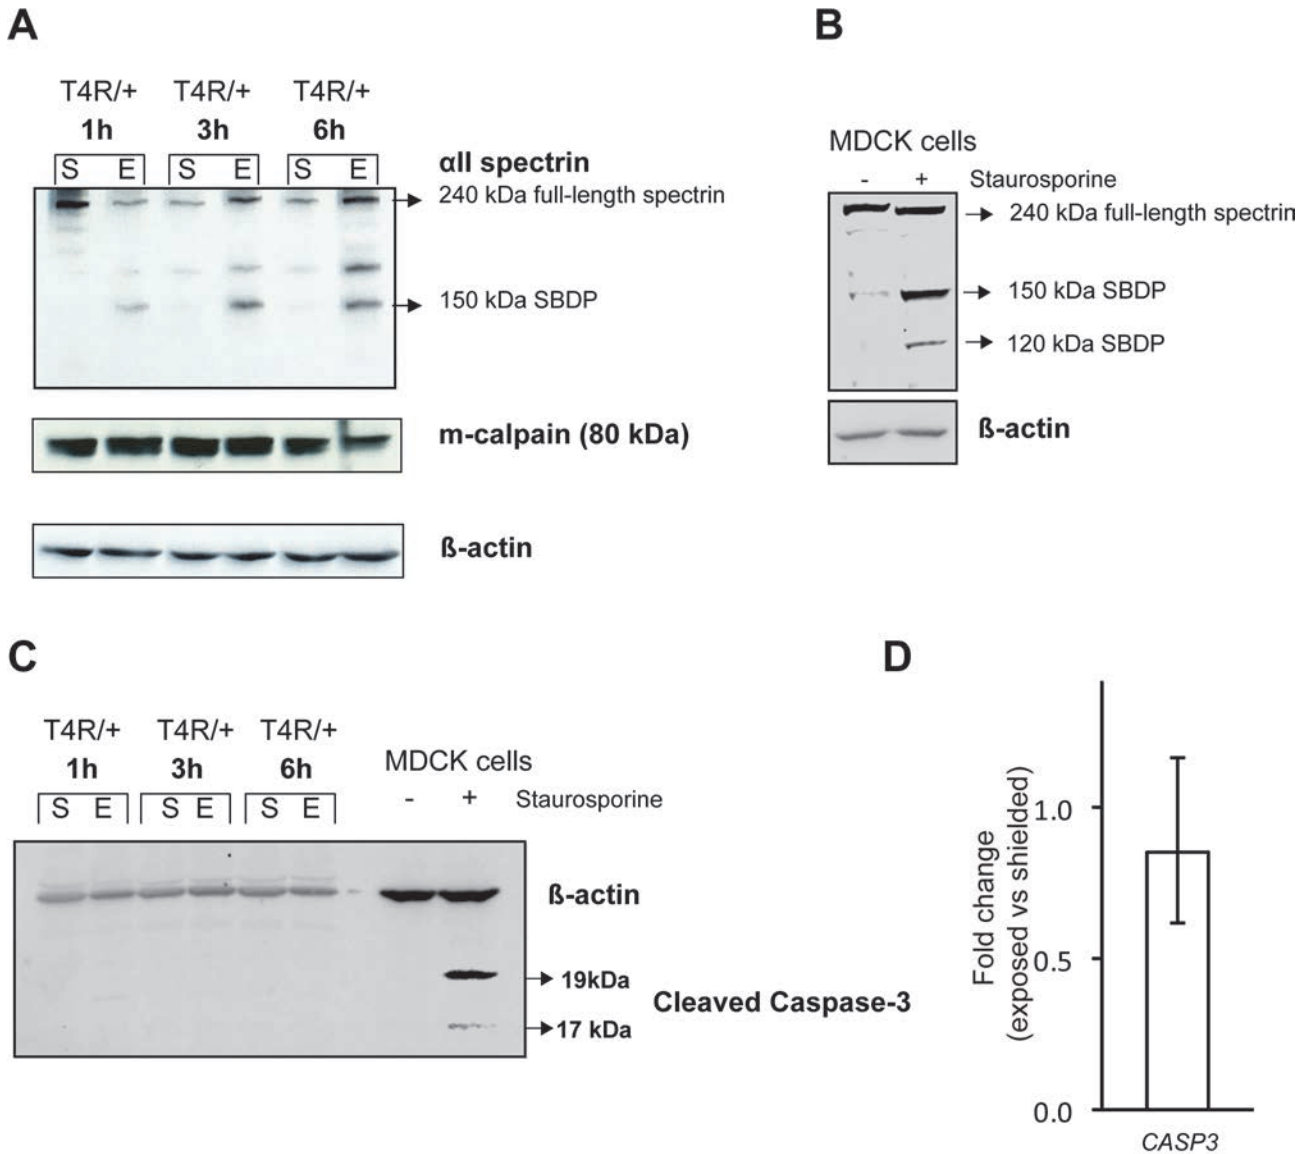 A
T4R/+ T4R/+ T4R/+
1h 3h 6h
S E S E S E
αII spectrin
240 kDa full-length spectrin
150 kDa SBDP
m-calpain (80 kDa)
ß-actin
B
MDCK cells
- + Staurosporine
240 kDa full-length spectrin
150 kDa SBDP
120 kDa SBDP
ß-actin
C
T4R/+ T4R/+ T4R/+
1h 3h 6h
MDCK cells
S E S E S E - + Staurosporine
ß-actin
19kDa
Cleaved Caspase-3
17 kDa
D
Fold change
(exposed vs shielded)
1.0
0.5
0.0
CASP3